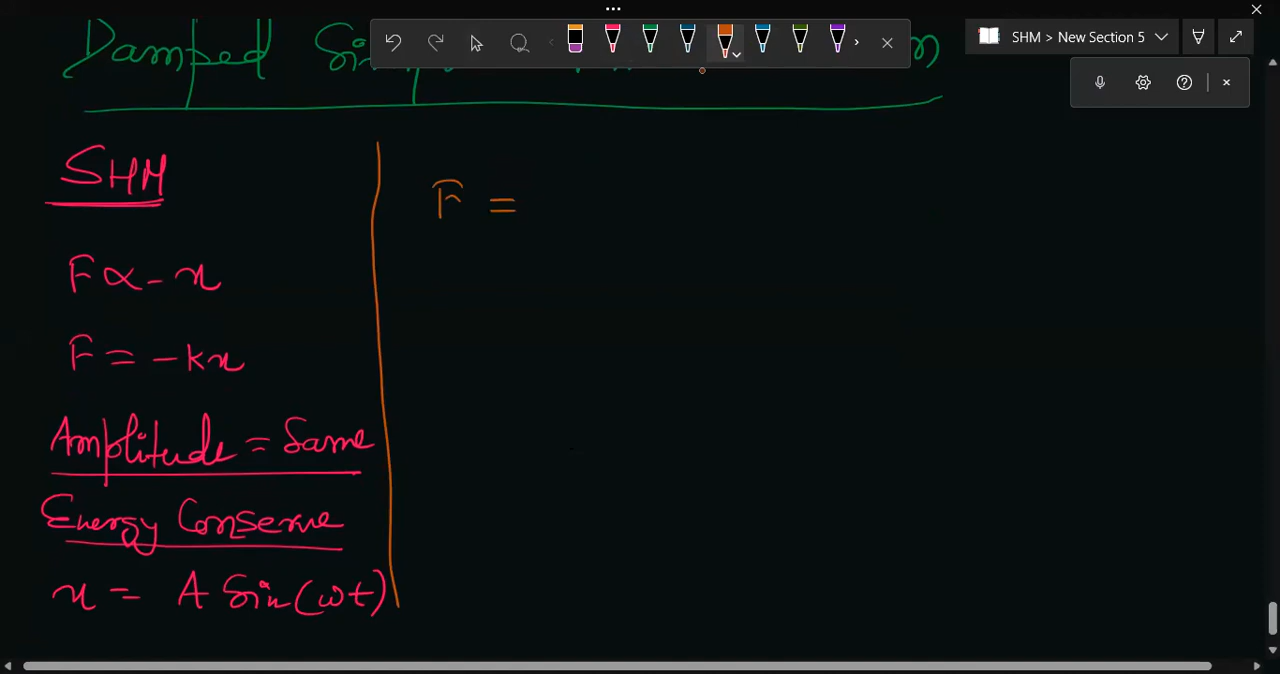 SHM > New Section 5
Damped
SHM
F ∝ - x
F = - kx
Amplitude = Same
Energy Conserve
x = A Sin(ωt)
F =